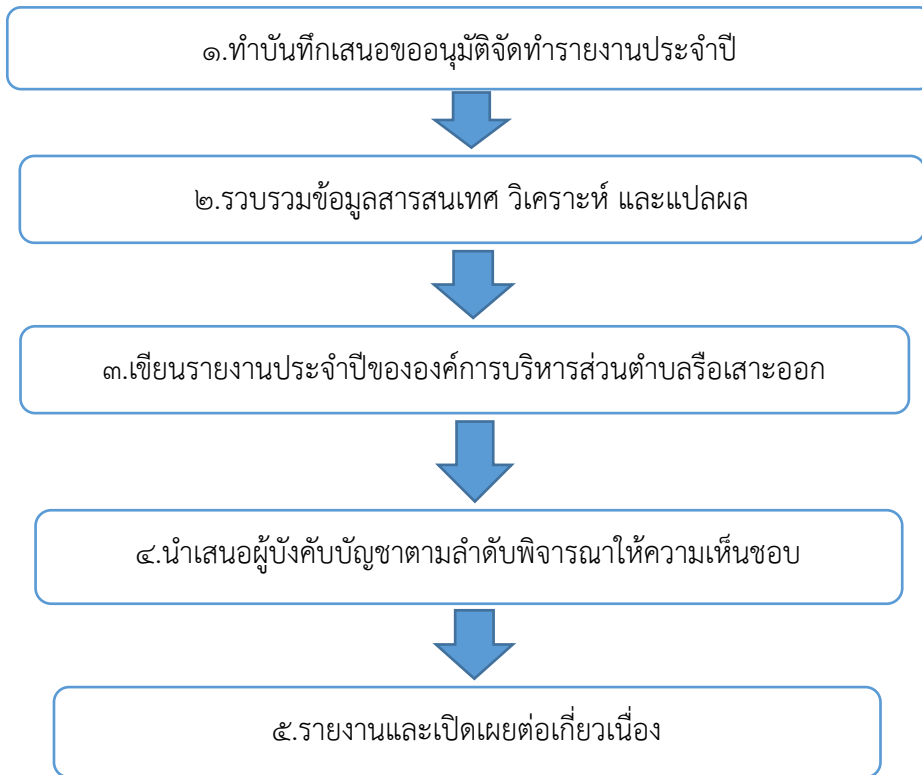 ๑.ทำบันทึกเสนอขออนุมัติจัดทำรายงานประจำปี
๒.รวบรวมข้อมูลสารสนเทศ วิเคราะห์ และแปลผล
๓.เขียนรายงานประจำปีขององค์การบริหารส่วนตำบลรือเสาะออก
๔.นำเสนอผู้บังคับบัญชาตามลำดับพิจารณาให้ความเห็นชอบ
๕.รายงานและเปิดเผยต่อเกี่ยวเนื่อง